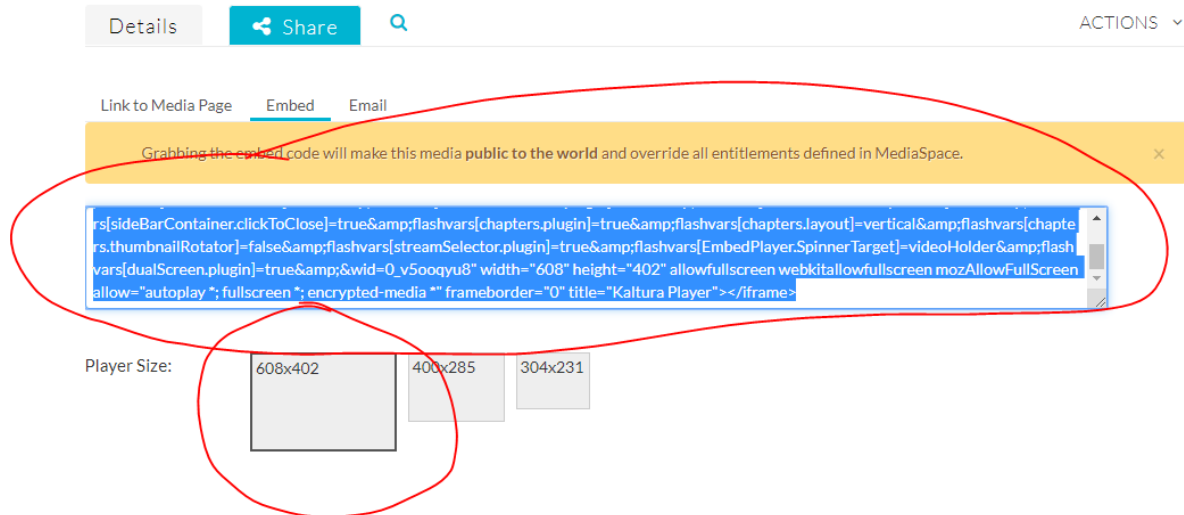 Details Share ACTIONS
Link to Media Page Embed Email
Grabbing the embed code will make this media public to the world and override all entitlements defined in MediaSpace. ×
rs[sideBarContainer.clickToClose]=true&amp;flashvars[chapters.plugin]=true&amp;flashvars[chapters.layout]=vertical&amp;flashvars[chapte
rs.thumbnailRotator]=false&amp;flashvars[streamSelector.plugin]=true&amp;flashvars[EmbedPlayer.SpinnerTarget]=videoHolder&amp;flash
vars[dualScreen.plugin]=true&amp;&wid=0_v5ooqyu8" width="608" height="402" allowfullscreen webkitallowfullscreen mozAllowFullScreen
allow="autoplay *; fullscreen *; encrypted-media *" frameborder="0" title="Kaltura Player"></iframe>
Player Size: 608x402 400x285 304x231